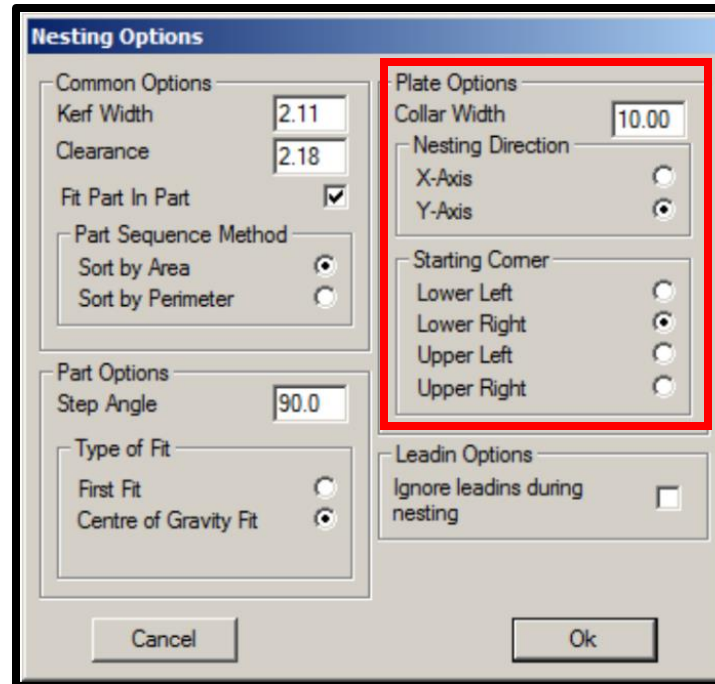 Nesting Options
Common Options
Kerf Width 2.11
Clearance 2.18
Fit Part In Part
Part Sequence Method
Sort by Area
Sort by Perimeter
Part Options
Step Angle 90.0
Type of Fit
First Fit
Centre of Gravity Fit
Plate Options
Collar Width 10.00
Nesting Direction
X-Axis
Y-Axis
Starting Corner
Lower Left
Lower Right
Upper Left
Upper Right
Leadin Options
Ignore leadins during
nesting
Cancel
Ok